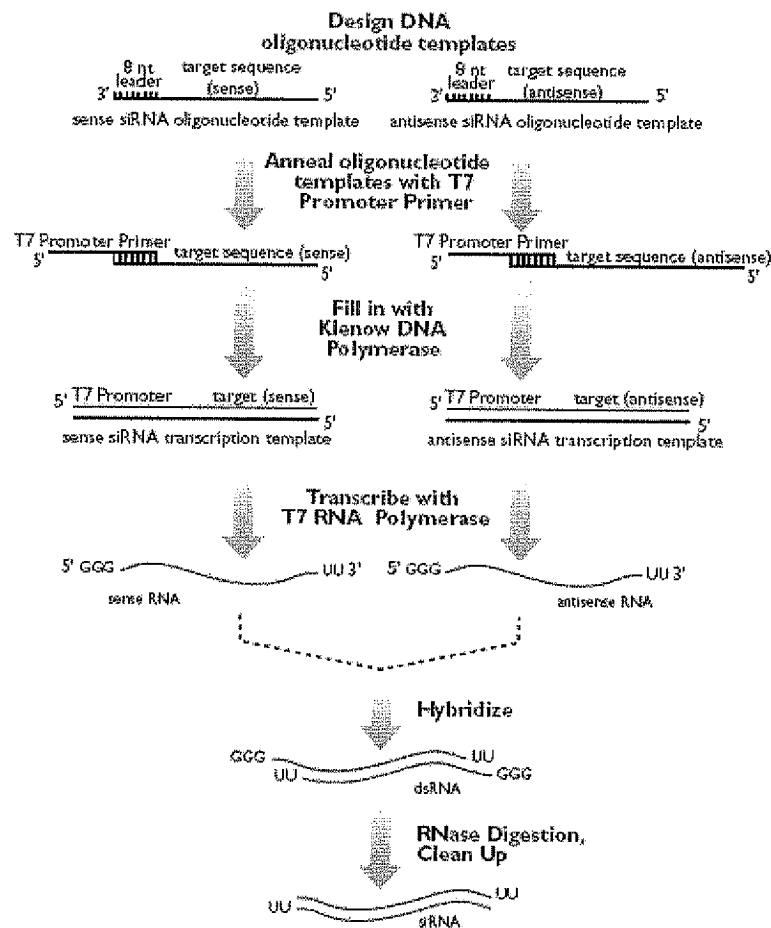 Design DNA
oligonucleotide templates
8 nt
leader
target sequence
(sense)
3'
5'
sense siRNA oligonucleotide template
8 nt
leader
target sequence
(antisense)
3'
5'
antisense siRNA oligonucleotide template
Anneal oligonucleotide
templates with T7
Promoter Primer
T7 Promoter Primer
5'
target sequence (sense)
5'
T7 Promoter Primer
5'
target sequence (antisense)
5'
Fill in with
Klenow DNA
Polymerase
5' T7 Promoter target (sense)
5'
sense siRNA transcription template
5' T7 Promoter target (antisense)
5'
antisense siRNA transcription template
Transcribe with
T7 RNA Polymerase
5' GGG UU 3'
sense RNA
5' GGG UU 3'
antisense RNA
Hybridize
GGG UU
UU GGG
dsRNA
RNase Digestion,
Clean Up
UU
UU
siRNA